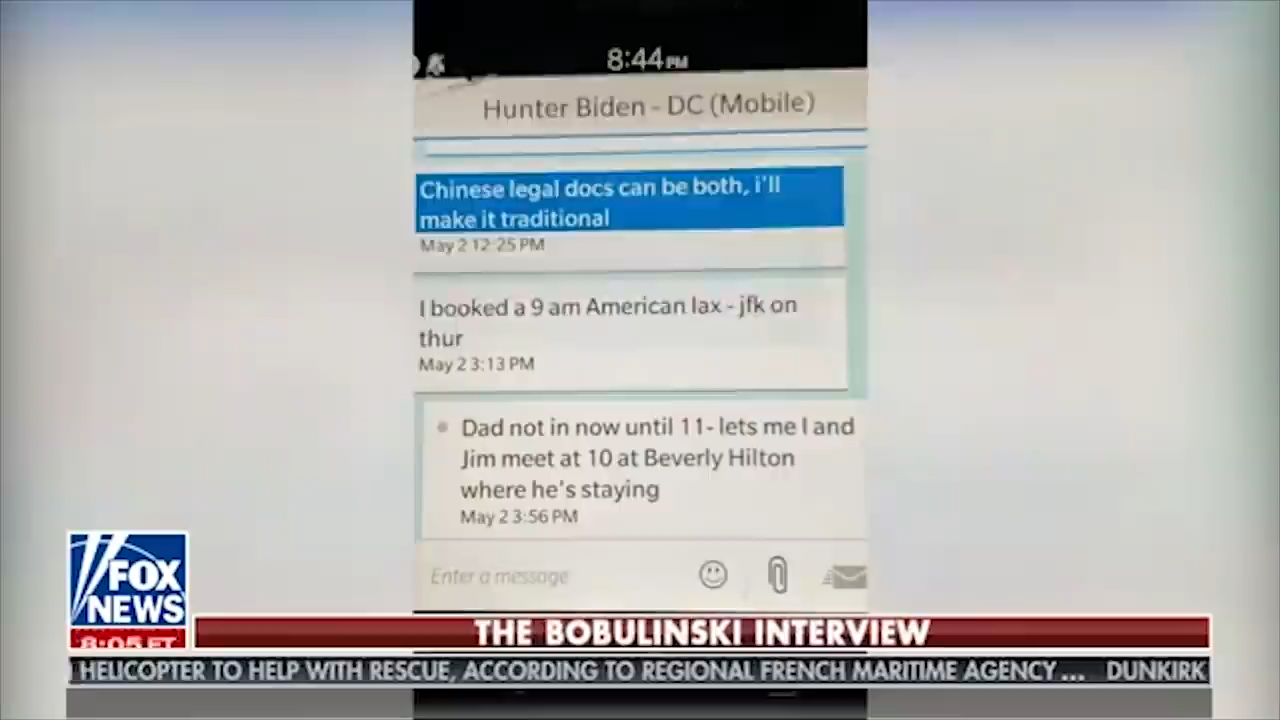 8:44PM
Hunter Biden - DC (Mobile)
Chinese legal docs can be both, i'll
make it traditional
May 2 12:25 PM
I booked a 9 am American lax - jfk on
thur
May 2 3:13 PM
Dad not in now until 11- lets me I and
Jim meet at 10 at Beverly Hilton
where he's staying
May 2 3:56 PM
Enter a message
FOX
NEWS
8:05 ET
THE BOBULINSKI INTERVIEW
HELICOPTER TO HELP WITH RESCUE, ACCORDING TO REGIONAL FRENCH MARITIME AGENCY... DUNKIRK